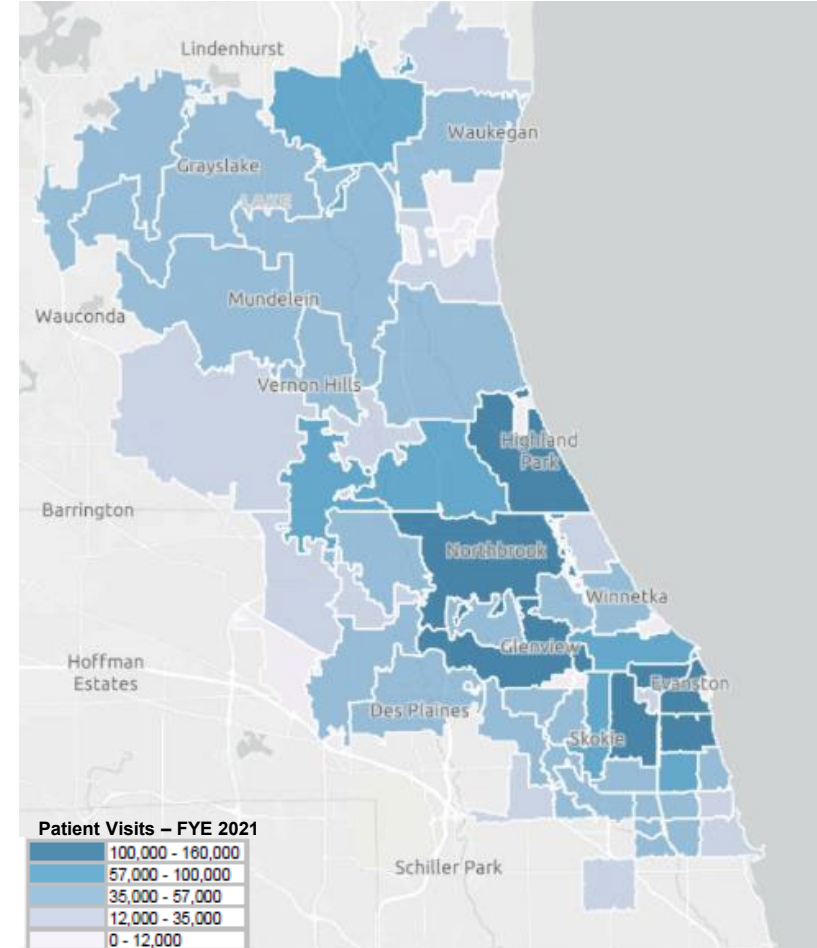 Lindenhurst
Waukegan
Grayslake
LAKE
Mundelein
Wauconda
Vernon Hills
Highland
Park
Barrington
Northbrook
Winnetka
Glenview
Hoffman
Estates
Evanston
Des Plaines
Skokie
Patient Visits – FYE 2021
100,000 - 160,000
57,000 - 100,000
35,000 - 57,000
12,000 - 35,000
0 - 12,000
Schiller Park